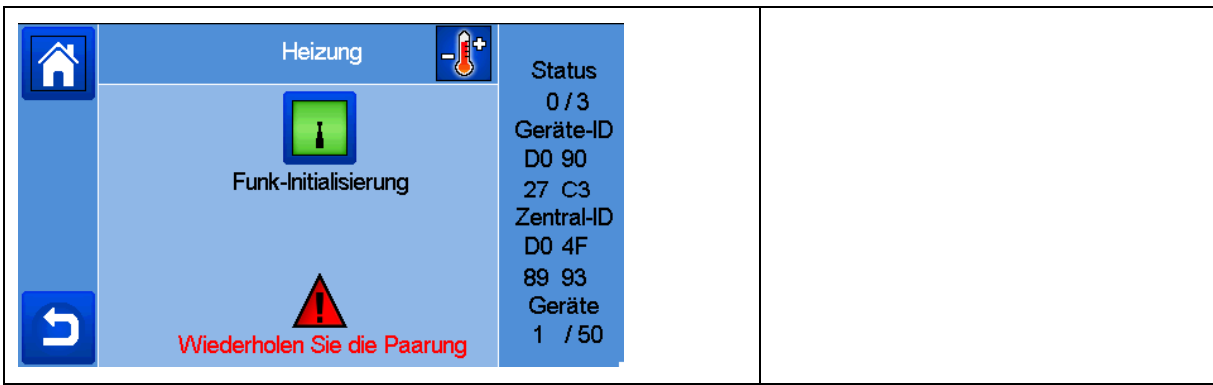 Heizung
Funk-Initialisierung
Wiederholen Sie die Paarung
Status
0 / 3
Geräte-ID
D0 90
27 C3
Zentral-ID
D0 4F
89 93
Geräte
1 / 50